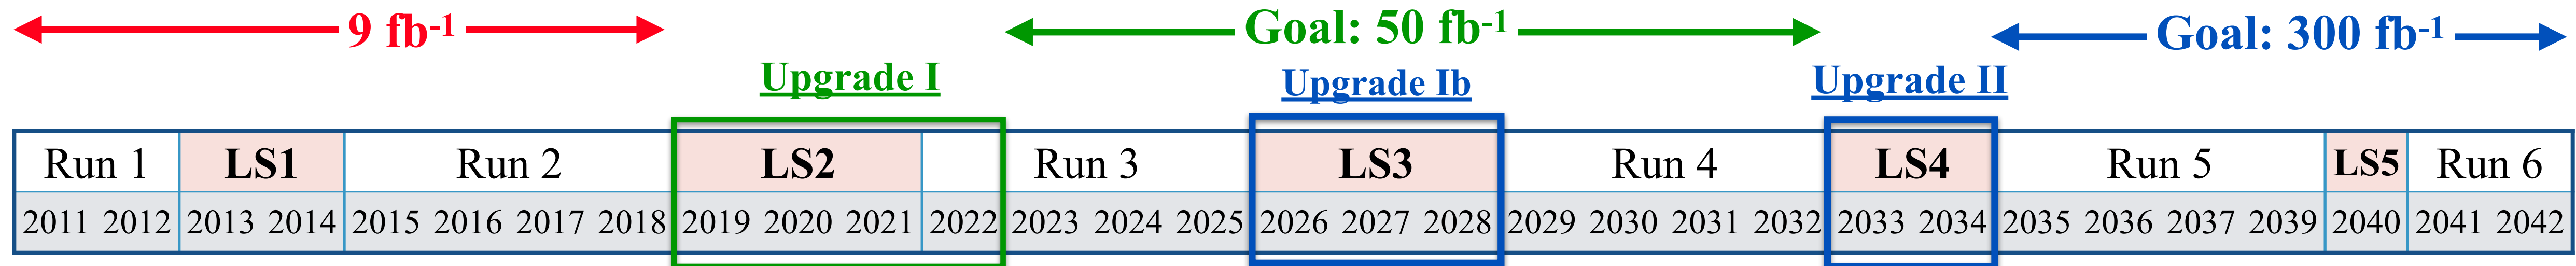 9 fb-1 Goal: 50 fb-1 Goal: 300 fb-1
Upgrade I Upgrade Ib Upgrade II
Run 1 LS1 Run 2 LS2 Run 3 LS3 Run 4 LS4 Run 5 LS5 Run 6
2011 2012 2013 2014 2015 2016 2017 2018 2019 2020 2021 2022 2023 2024 2025 2026 2027 2028 2029 2030 2031 2032 2033 2034 2035 2036 2037 2039 2040 2041 2042